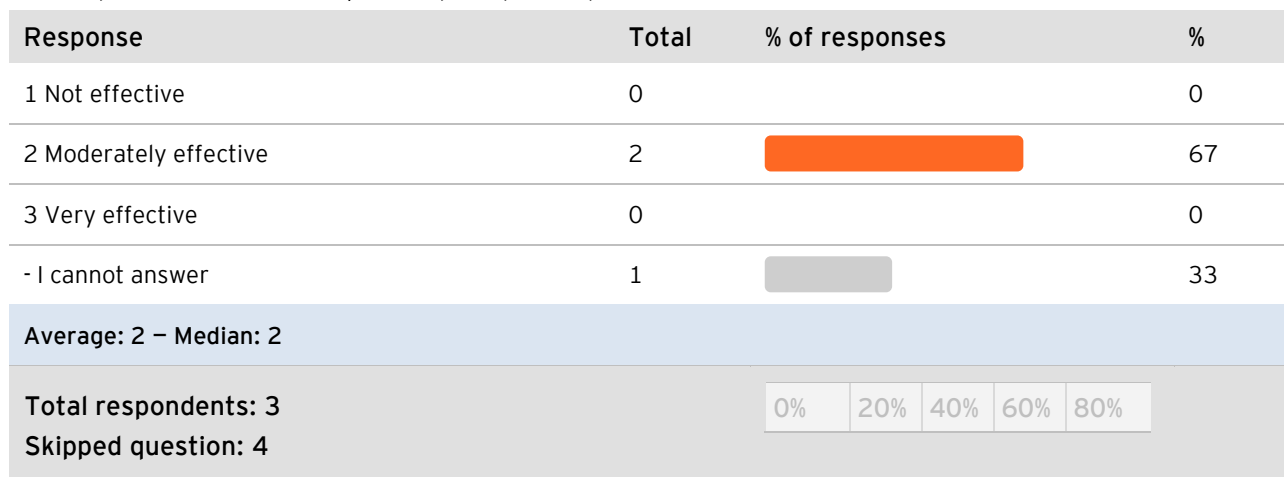 Response Total % of responses %
1 Not effective 0 0
2 Moderately effective 2 67
3 Very effective 0 0
- I cannot answer 1 33
Average: 2 — Median: 2
Total respondents: 3
0% 20% 40% 60% 80%
Skipped question: 4